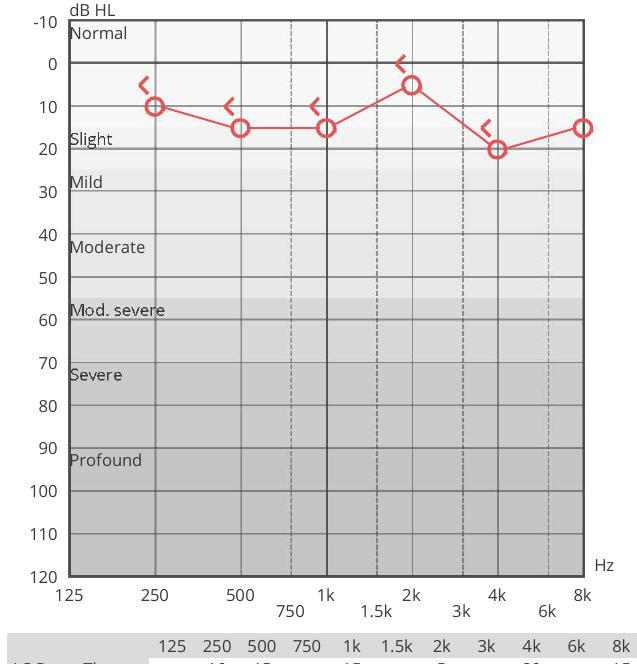 dB HL
-10
Normal
0
10
Slight
20
Mild
30
40
Moderate
50
Mod. severe
60
70
Severe
80
90
Profound
100
110
Hz
120
125 250 500 1k 2k 4k 8k
750 1.5k 3k 6k
125 250 500 750 1k 1.5k 2k 3k 4k 6k 8k